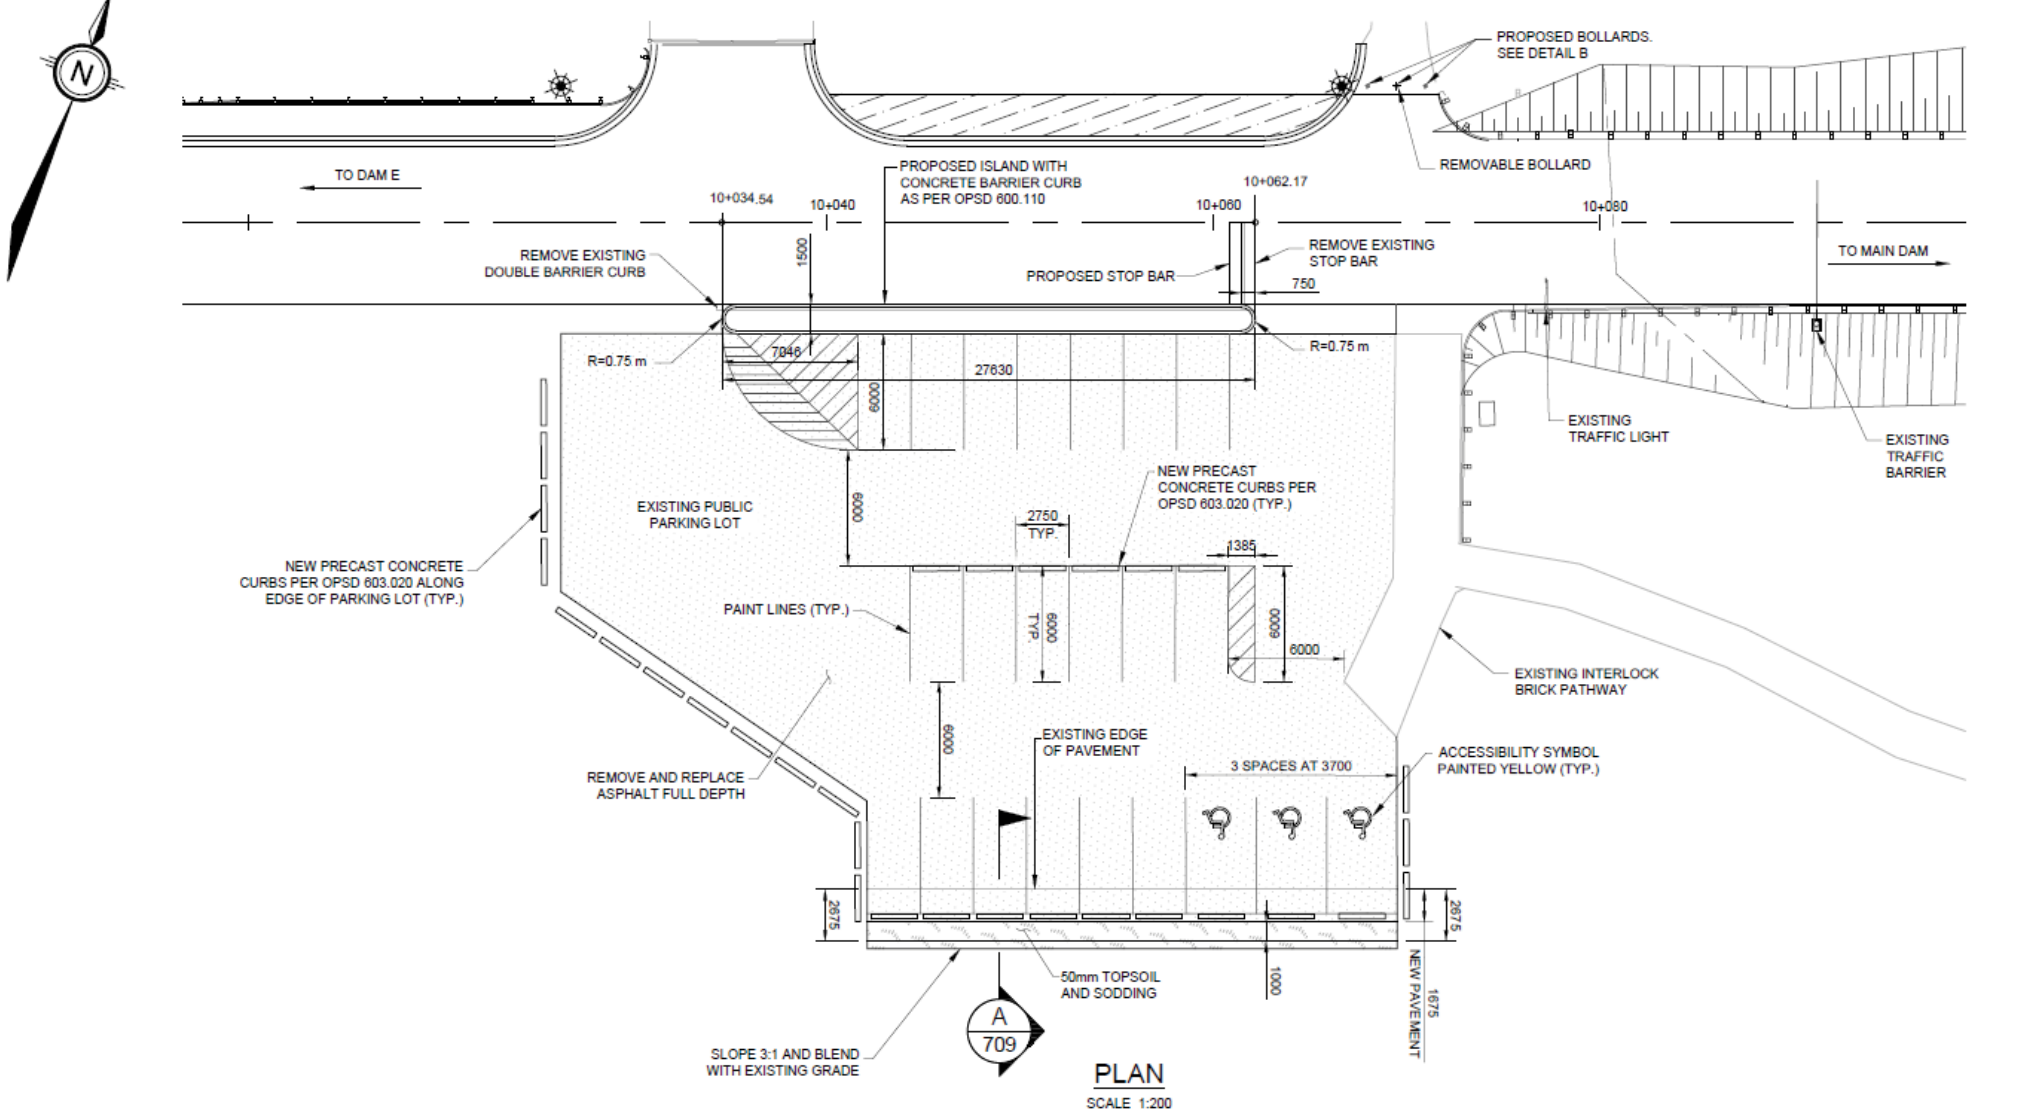 N
PROPOSED BOLLARDS.
SEE DETAIL B
REMOVABLE BOLLARD
TO DAM E
PROPOSED ISLAND WITH
CONCRETE BARRIER CURB
AS PER OPSD 600.110
10+034.54
10+040
10+060
10+062.17
10+080
REMOVE EXISTING
DOUBLE BARRIER CURB
1500
PROPOSED STOP BAR
REMOVE EXISTING
STOP BAR
750
TO MAIN DAM
R=0.75 m
7046
27630
6000
R=0.75 m
EXISTING
TRAFFIC LIGHT
EXISTING
TRAFFIC
BARRIER
EXISTING PUBLIC
PARKING LOT
6000
NEW PRECAST
CONCRETE CURBS PER
OPSD 603.020 (TYP.)
2750
TYP.
1385
NEW PRECAST CONCRETE
CURBS PER OPSD 603.020 ALONG
EDGE OF PARKING LOT (TYP.)
PAINT LINES (TYP.)
6000
TYP.
6000
6000
EXISTING INTERLOCK
BRICK PATHWAY
6000
EXISTING EDGE
OF PAVEMENT
3 SPACES AT 3700
ACCESSIBILITY SYMBOL
PAINTED YELLOW (TYP.)
REMOVE AND REPLACE
ASPHALT FULL DEPTH
2675
2675
1000
1675
NEW PAVEMENT
50mm TOPSOIL
AND SODDING
A
709
SLOPE 3:1 AND BLEND
WITH EXISTING GRADE
PLAN
SCALE 1:200